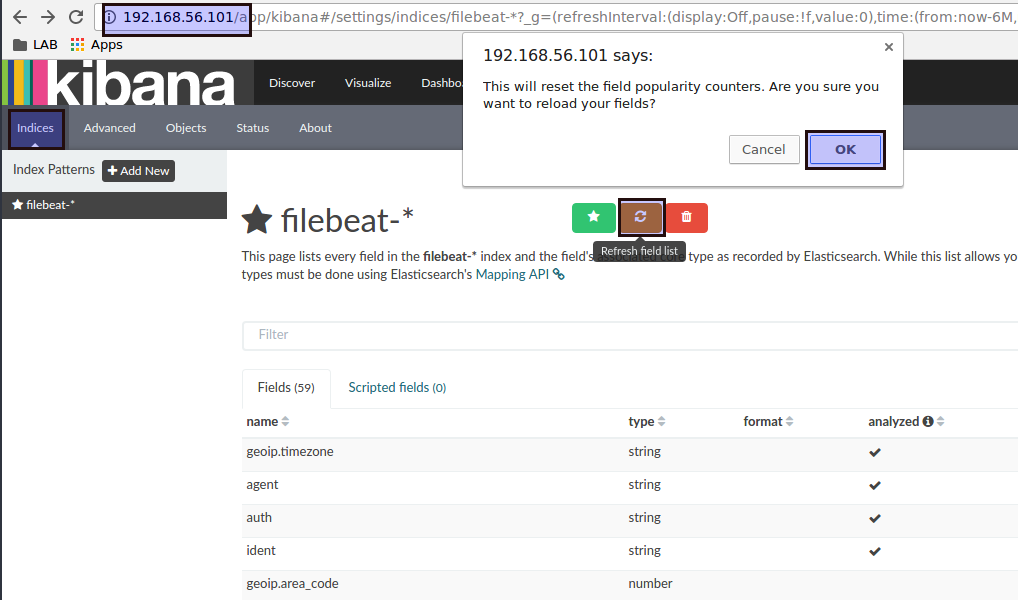 192.168.56.101/app/kibana#/settings/indices/filebeat-*?_g=(refreshInterval:(display:Off,pause:!f,value:0),time:(from:now-6M,
LAB Apps
192.168.56.101 says:
This will reset the field popularity counters. Are you sure you
want to reload your fields?
Cancel OK
kibana Discover Visualize Dashbo
Indices Advanced Objects Status About
Index Patterns Add New
filebeat-*
filebeat-*
Refresh field list
This page lists every field in the filebeat-* index and the field's type as recorded by Elasticsearch. While this list allows yo
types must be done using Elasticsearch's Mapping API
Filter
Fields (59) Scripted fields (0)
name type format analyzed
geoip.timezone string
agent string
auth string
ident string
geoip.area_code number